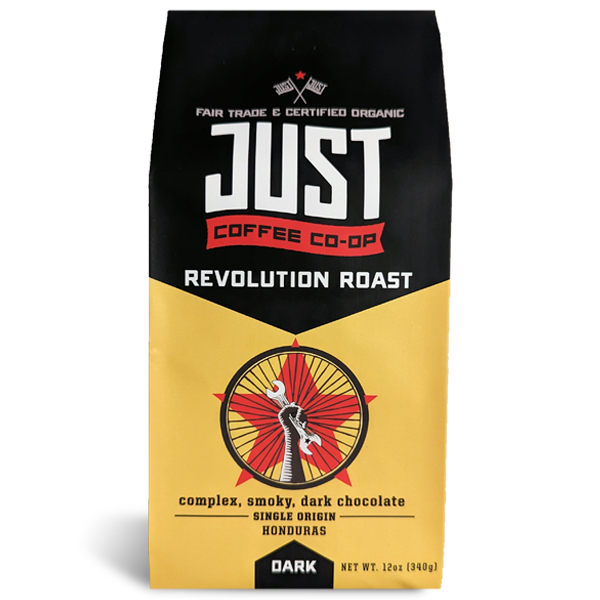 JUST JUST
FAIR TRADE & CERTIFIED ORGANIC
JUST
COFFEE CO-OP
REVOLUTION ROAST
complex, smoky, dark chocolate
SINGLE ORIGIN
HONDURAS
DARK
NET WT. 12oz (340g)